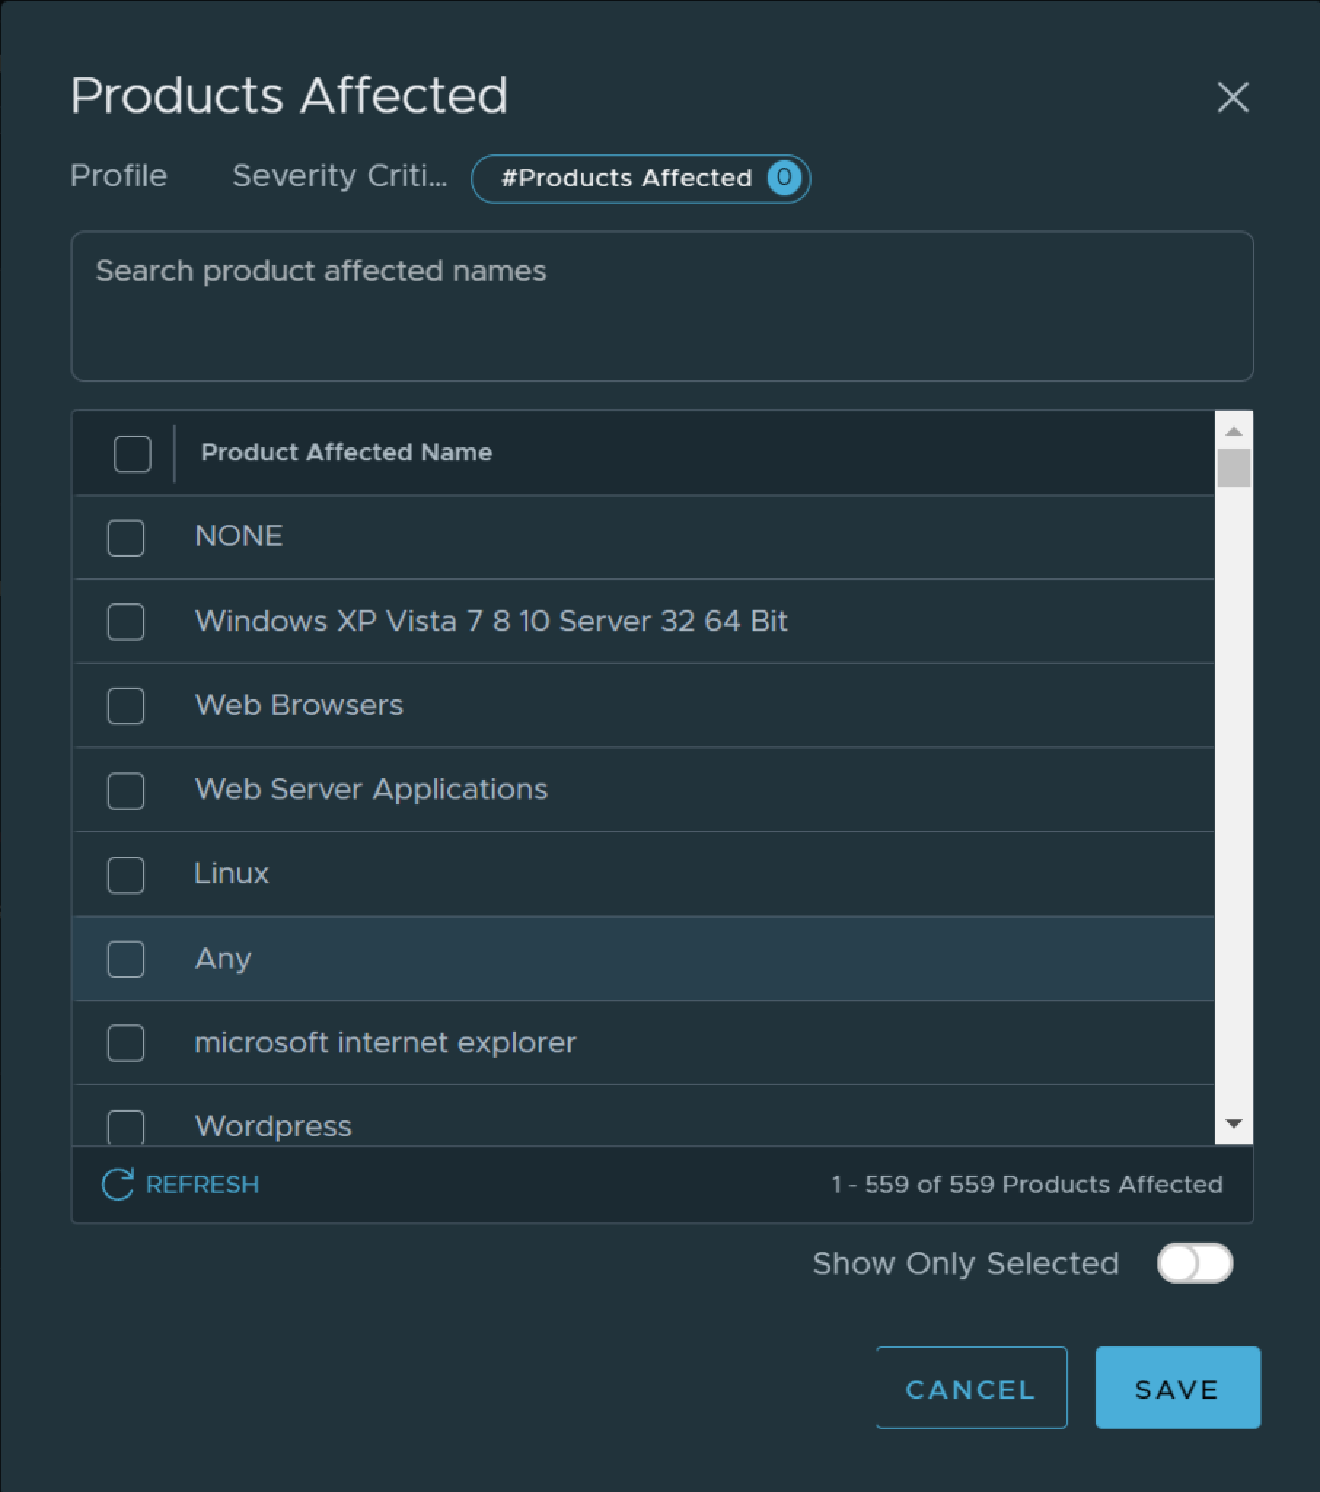 Products Affected
Profile Severity Criti... #Products Affected 0
Search product affected names
Product Affected Name
NONE
Windows XP Vista 7 8 10 Server 32 64 Bit
Web Browsers
Web Server Applications
Linux
Any
microsoft internet explorer
Wordpress
REFRESH 1 - 559 of 559 Products Affected
Show Only Selected
CANCEL SAVE